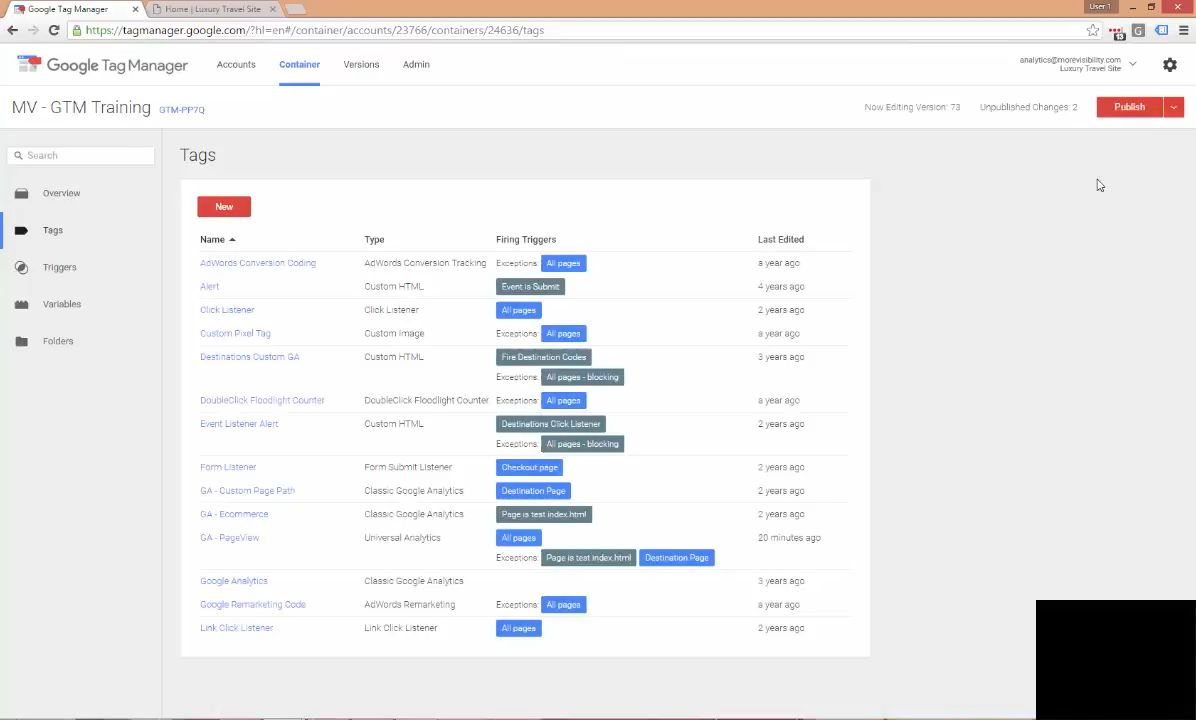 Google Tag Manager
Home | Luxury Travel Site
User 1
https://tagmanager.google.com/?hl=en#/container/accounts/23766/containers/24636/tags
Google Tag Manager
Accounts
Container
Versions
Admin
analytics@morevisibility.com
Luxury Travel Site
MV - GTM Training GTM-PP7Q
Now Editing Version: 73
Unpublished Changes: 2
Publish
Search
Overview
Tags
Triggers
Variables
Folders
Tags
New
Name Type Firing Triggers Last Edited
AdWords Conversion Coding AdWords Conversion Tracking Exceptions: All pages a year ago
Alert Custom HTML Event is Submit 4 years ago
Click Listener Click Listener All pages 2 years ago
Custom Pixel Tag Custom Image Exceptions: All pages a year ago
Destinations Custom GA Custom HTML Fire Destination Codes 3 years ago
Exceptions: All pages - blocking
DoubleClick Floodlight Counter DoubleClick Floodlight Counter Exceptions: All pages a year ago
Event Listener Alert Custom HTML Destinations Click Listener 2 years ago
Exceptions: All pages - blocking
Form Listener Form Submit Listener Checkout page 2 years ago
GA - Custom Page Path Classic Google Analytics Destination Page 2 years ago
GA - Ecommerce Classic Google Analytics Page is test index.html 2 years ago
GA - PageView Universal Analytics All pages 20 minutes ago
Exceptions: Page is test index.html Destination Page
Google Analytics Classic Google Analytics 3 years ago
Google Remarketing Code AdWords Remarketing Exceptions: All pages a year ago
Link Click Listener Link Click Listener All pages 2 years ago